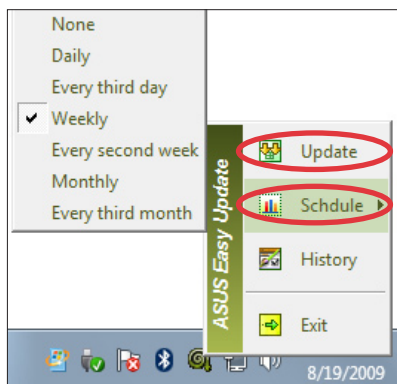 None
Daily
Every third day
Weekly
Every second week
Monthly
Every third month
ASUS Easy Update
Update
Schdule
History
Exit
8/19/2009